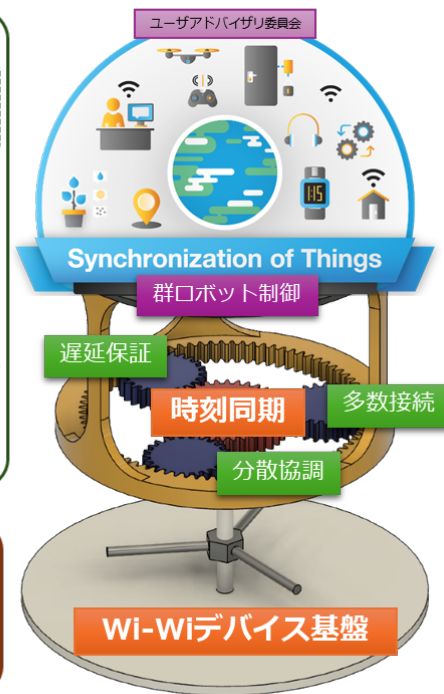 ユーザアドバイザリ委員会
1:15
Synchronization of Things
群ロボット制御
遅延保証
時刻同期
多数接続
分散協調
Wi-Wiデバイス基盤